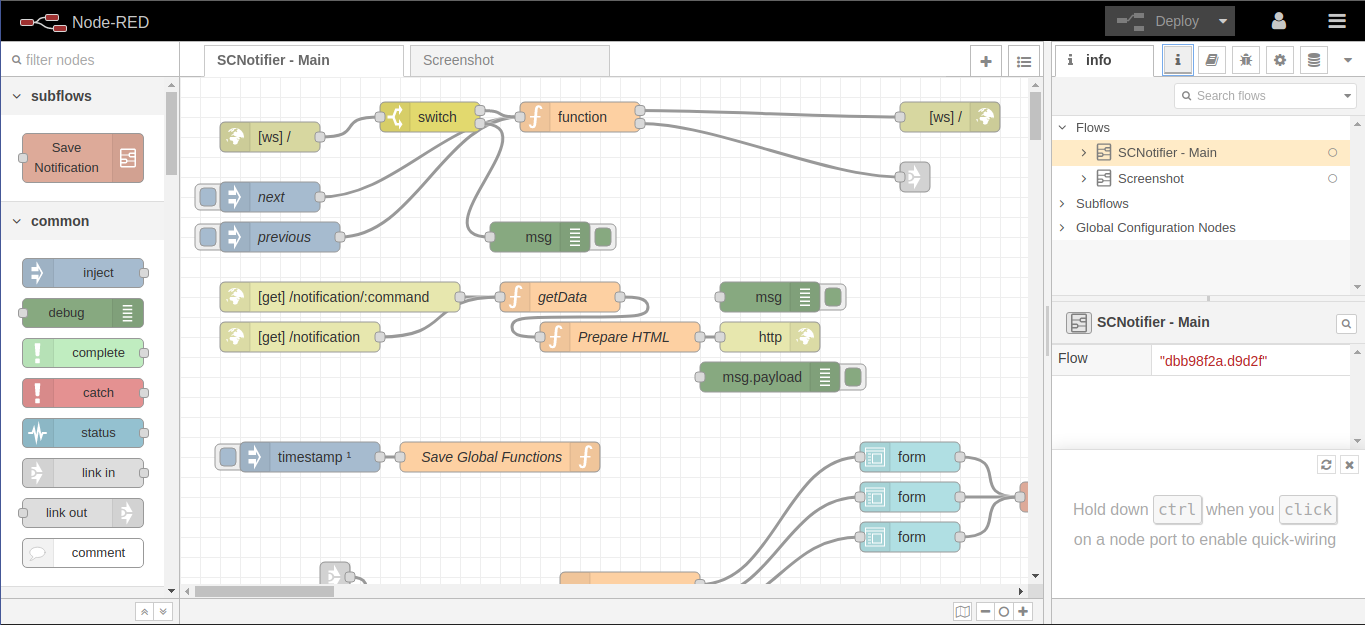 Node-RED
Deploy
filter nodes
subflows
Save
Notification
common
inject
debug
complete
catch
status
link in
link out
comment
SCNotifier - Main
Screenshot
[ws] /
switch
function
[ws] /
next
previous
msg
[get] /notification/:command
getData
msg
[get] /notification
Prepare HTML
http
msg.payload
timestamp ¹
Save Global Functions
form
form
form
info
Search flows
Flows
SCNotifier - Main
Screenshot
Subflows
Global Configuration Nodes
SCNotifier - Main
Flow
"dbb98f2a.d9d2f"
Hold down ctrl when you click
on a node port to enable quick-wiring